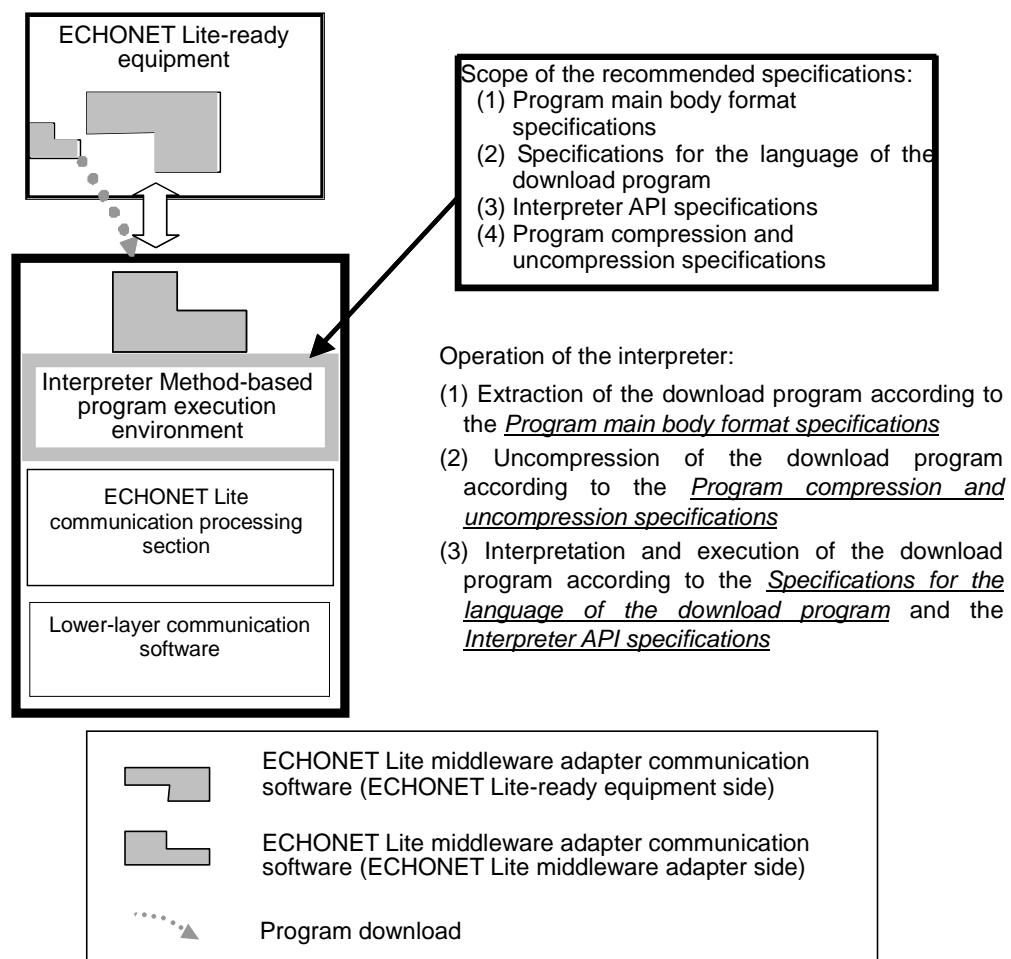 ECHONET Lite-ready
equipment
Scope of the recommended specifications:
(1) Program main body format
specifications
(2) Specifications for the language of the
download program
(3) Interpreter API specifications
(4) Program compression and
uncompression specifications
Interpreter Method-based
program execution
environment
ECHONET Lite
communication processing
section
Lower-layer communication
software
Operation of the interpreter:
(1) Extraction of the download program according to
the Program main body format specifications
(2) Uncompression of the download program
according to the Program compression and
uncompression specifications
(3) Interpretation and execution of the download
program according to the Specifications for the
language of the download program and the
Interpreter API specifications
ECHONET Lite middleware adapter communication
software (ECHONET Lite-ready equipment side)
ECHONET Lite middleware adapter communication
software (ECHONET Lite middleware adapter side)
Program download